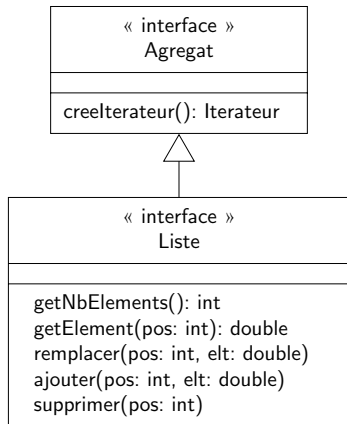 « interface »
Agregat
creeIterateur(): Iterateur
« interface »
Liste
getNbElements(): int
getElement(pos: int): double
remplacer(pos: int, elt: double)
ajouter(pos: int, elt: double)
supprimer(pos: int)